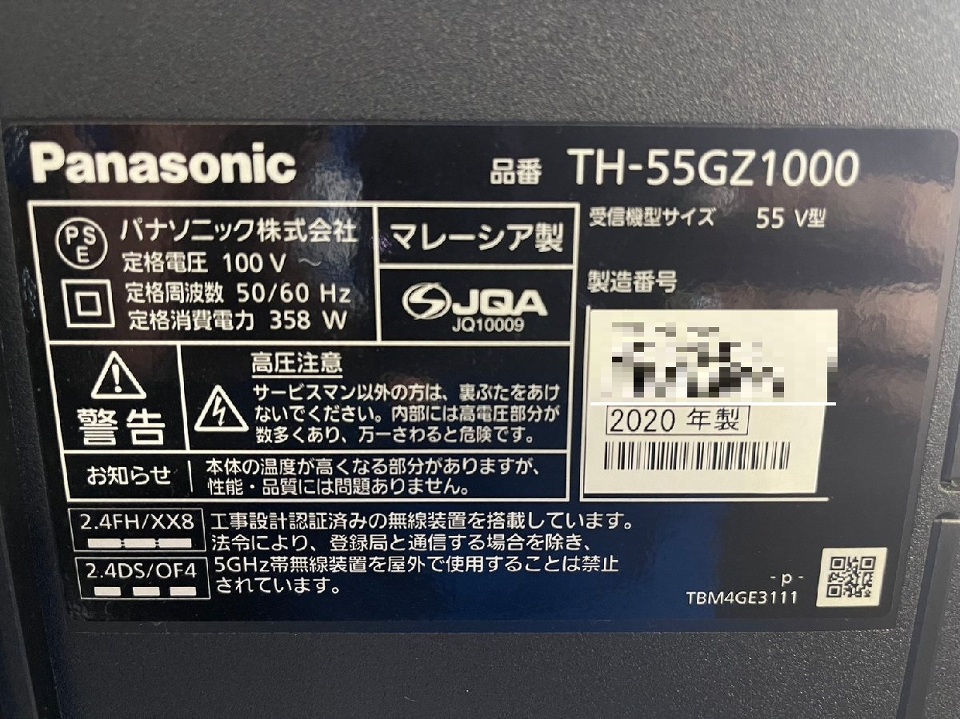 Panasonic
品番 TH-55GZ1000
受信機型サイズ 55 V型
PSE
パナソニック株式会社
定格電圧 100 V ~
定格周波数 50/60 Hz
定格消費電力 358 W
マレーシア製
JQA
JQ10009
製造番号
2020 年製
警告
高圧注意
サービスマン以外の方は、裏ぶたをあけ
ないでください。内部には高電圧部分が
数多くあり、万一さわると危険です。
お知らせ
本体の温度が高くなる部分がありますが、
性能・品質には問題ありません。
2.4FH/XX8
2.4DS/OF4
工事設計認証済みの無線装置を搭載しています。
法令により、登録局と通信する場合を除き、
5GHz帯無線装置を屋外で使用することは禁止
されています。
- p -
TBM4GE3111